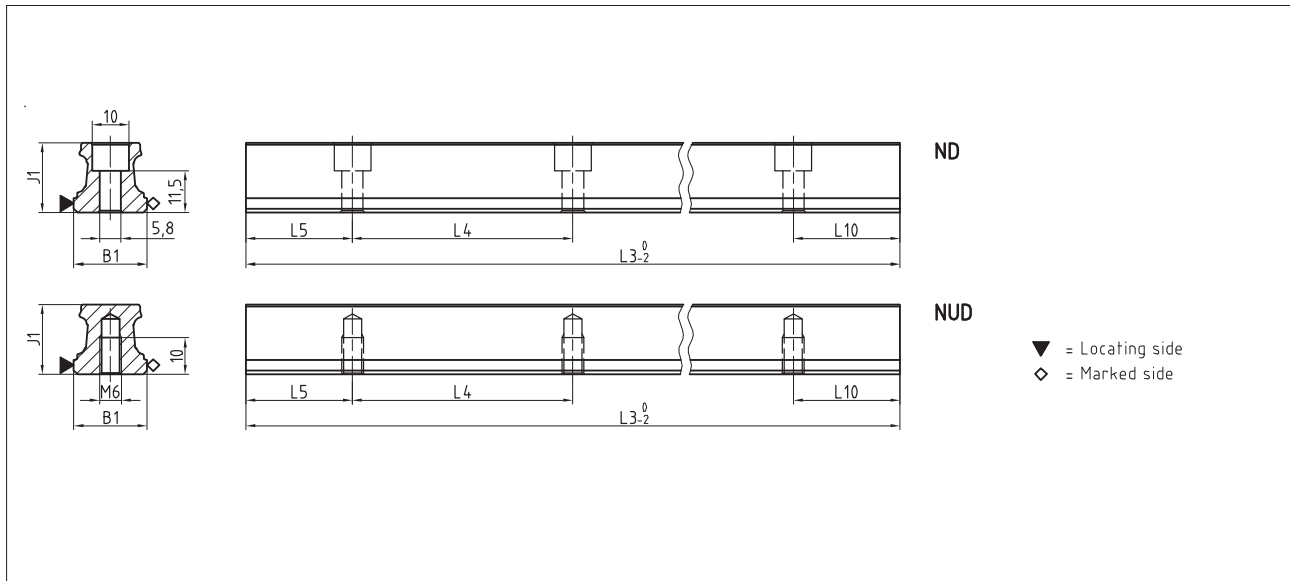 10
ND
J1
11,5
5,8
B1
L5
L4
L10
L3 0 -2
NUD
J1
10
M6
B1
L5
L4
L10
L3 0 -2
▼ = Locating side
◇ = Marked side